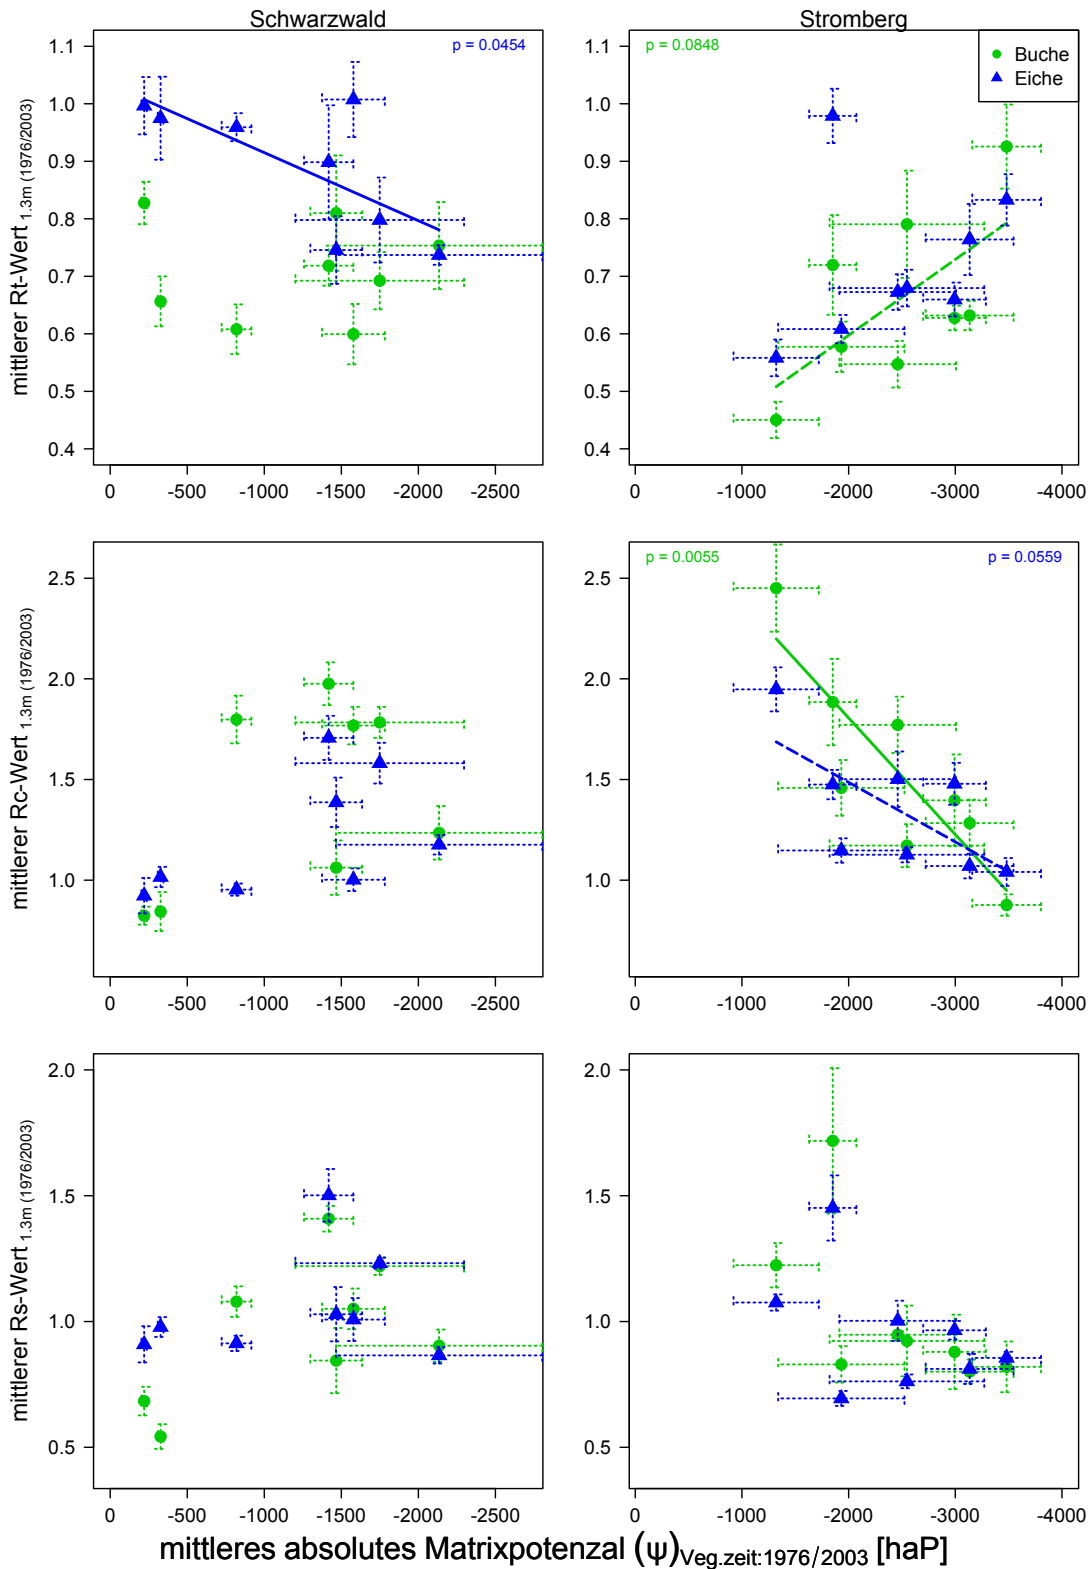 Schwarzwald
Stromberg
mittlerer Rt-Wert 1.3m (1976/2003)
1.1
1.0
0.9
0.8
0.7
0.6
0.5
0.4
p = 0.0454
0 -500 -1000 -1500 -2000 -2500
p = 0.0848
Buche
Eiche
-1000 -2000 -3000 -4000
mittlerer Rc-Wert 1.3m (1976/2003)
2.5
2.0
1.5
1.0
0 -500 -1000 -1500 -2000 -2500
p = 0.0055
p = 0.0559
-1000 -2000 -3000 -4000
mittlerer Rs-Wert 1.3m (1976/2003)
2.0
1.5
1.0
0.5
0 -500 -1000 -1500 -2000 -2500
2.0
1.5
1.0
0.5
-1000 -2000 -3000 -4000
mittleres absolutes Matrixpotenzal (ψ)Veg.zeit:1976/2003 [haP]